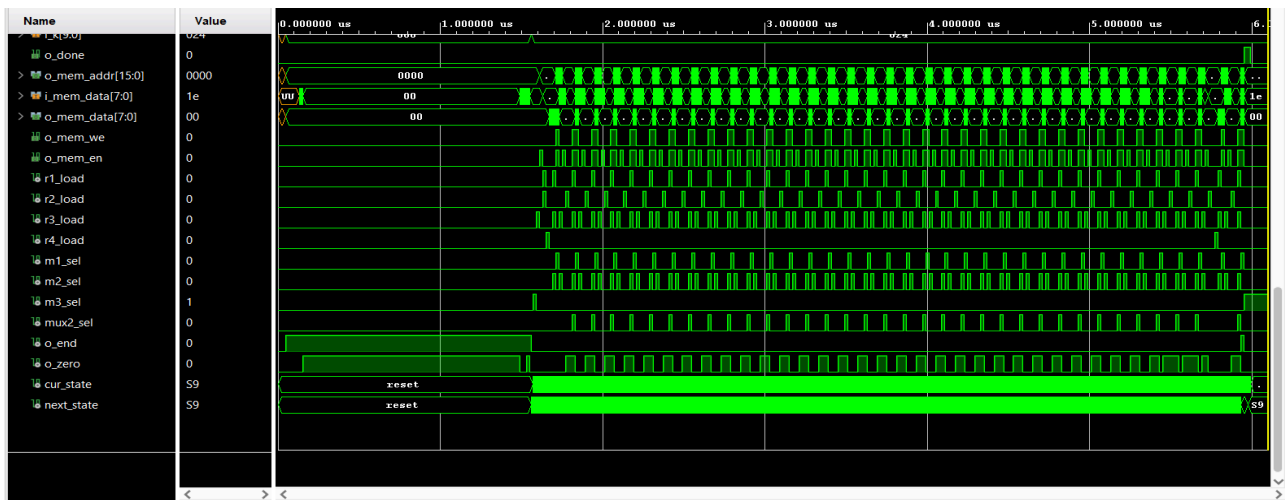 Name Value 0.000000 us 1.000000 us 2.000000 us 3.000000 us 4.000000 us 5.000000 us 6.
i_k[9:0] 024 000 024
o_done 0
o_mem_addr[15:0] 0000 0000
i_mem_data[7:0] 1e UU 00 1e
o_mem_data[7:0] 00 00 00
o_mem_we 0
o_mem_en 0
r1_load 0
r2_load 0
r3_load 0
r4_load 0
m1_sel 0
m2_sel 0
m3_sel 1
mux2_sel 0
o_end 0
o_zero 0
cur_state S9 reset
next_state S9 reset S9